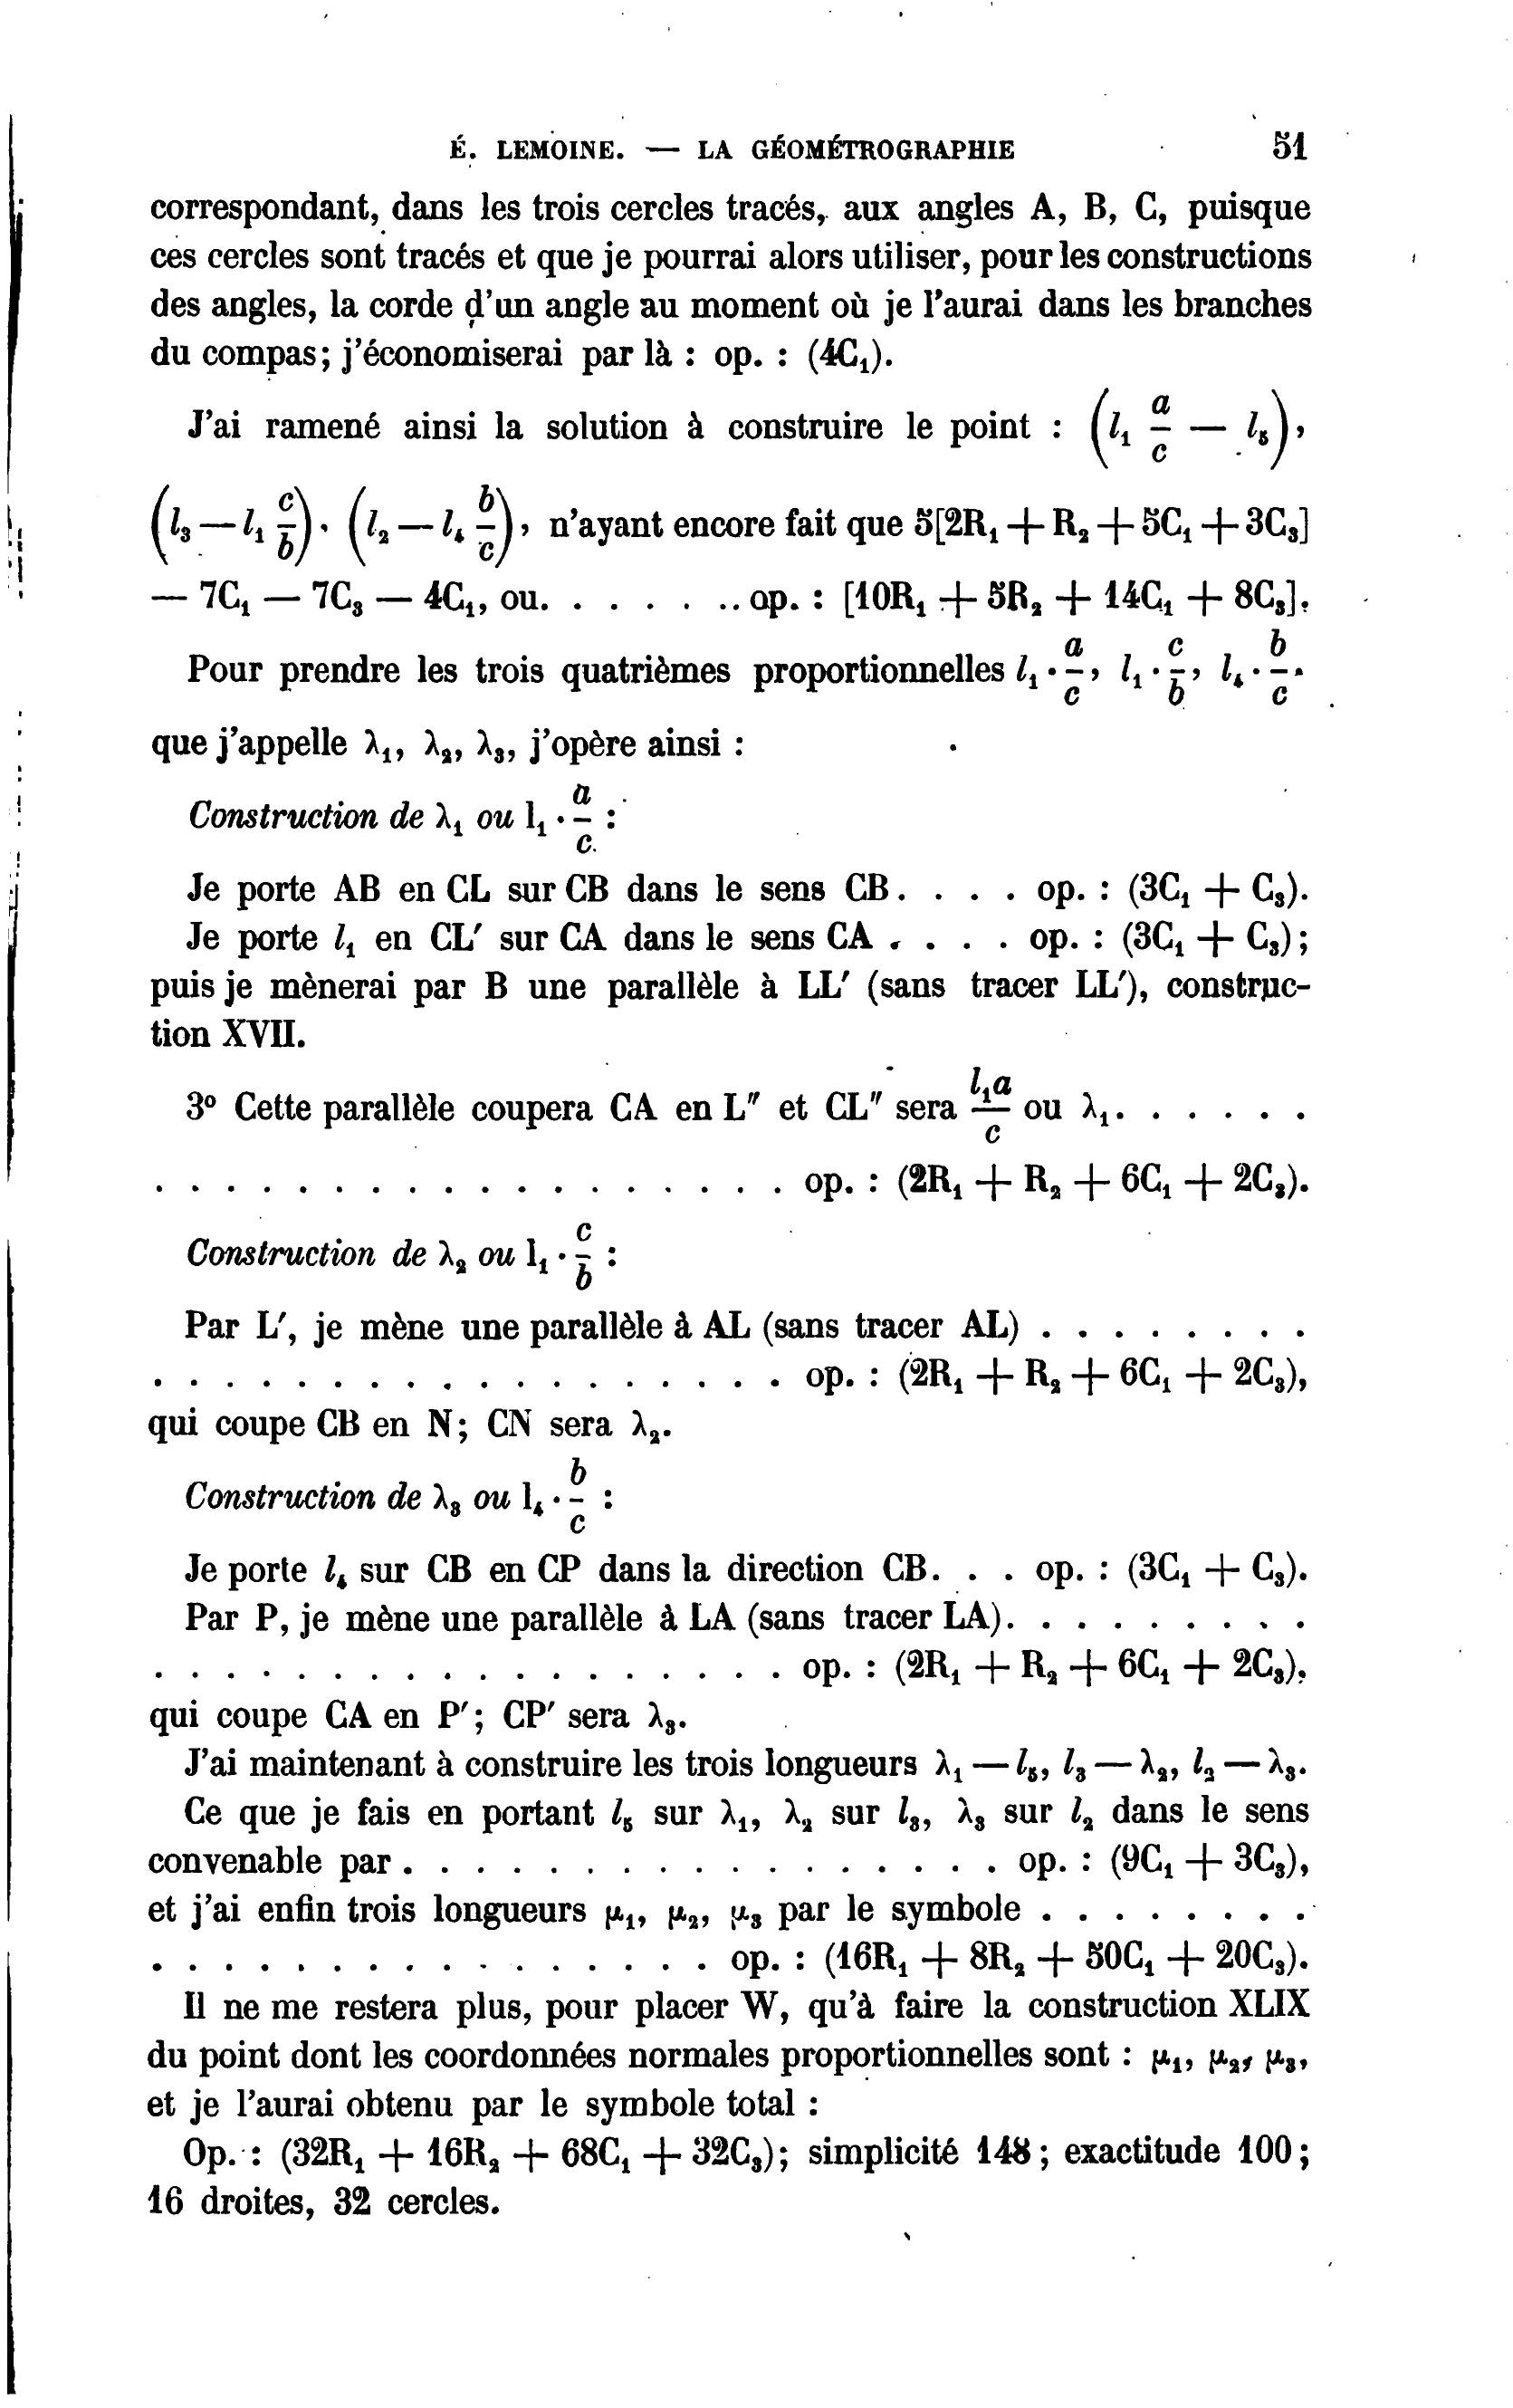 É. LEMOINE. — LA GÉOMÉTROGRAPHIE 51
correspondant, dans les trois cercles tracés, aux angles A, B, C, puisque
ces cercles sont tracés et que je pourrai alors utiliser, pour les constructions
des angles, la corde d'un angle au moment où je l'aurai dans les branches
du compas; j'économiserai par là : op. : (4C₁).
J'ai ramené ainsi la solution à construire le point : (l₁ a/c — l₅),
(l₃ — l₁ c/b), (l₂ — l₄ b/c), n'ayant encore fait que 5[2R₁ + R₂ + 5C₁ + 3C₃]
— 7C₁ — 7C₃ — 4C₁, ou. . . . . . .. op. : [10R₁ + 5R₂ + 14C₁ + 8C₃].
Pour prendre les trois quatrièmes proportionnelles l₁ · a/c, l₁ · c/b, l₄ · b/c.
que j'appelle λ₁, λ₂, λ₃, j'opère ainsi :
Construction de λ₁ ou l₁ · a/c :
Je porte AB en CL sur CB dans le sens CB. . . . op. : (3C₁ + C₃).
Je porte l₁ en CL′ sur CA dans le sens CA . . . . op. : (3C₁ + C₃);
puis je mènerai par B une parallèle à LL′ (sans tracer LL′), construc-
tion XVII.
3° Cette parallèle coupera CA en L″ et CL″ sera l₁a/c ou λ₁. . . . . .
. . . . . . . . . . . . . . . . . . op. : (2R₁ + R₂ + 6C₁ + 2C₃).
Construction de λ₂ ou l₁ · c/b :
Par L′, je mène une parallèle à AL (sans tracer AL) . . . . . . . .
. . . . . . . . . . . . . . . . . . op. : (2R₁ + R₂ + 6C₁ + 2C₃),
qui coupe CB en N; CN sera λ₂.
Construction de λ₃ ou l₄ · b/c :
Je porte l₄ sur CB en CP dans la direction CB. . . op. : (3C₁ + C₃).
Par P, je mène une parallèle à LA (sans tracer LA). . . . . . . . .
. . . . . . . . . . . . . . . . . . op. : (2R₁ + R₂ + 6C₁ + 2C₃),
qui coupe CA en P′; CP′ sera λ₃.
J'ai maintenant à construire les trois longueurs λ₁ — l₅, l₃ — λ₂, l₂ — λ₃.
Ce que je fais en portant l₅ sur λ₁, λ₂ sur l₃, λ₃ sur l₂ dans le sens
convenable par . . . . . . . . . . . . . . . . . op. : (9C₁ + 3C₃),
et j'ai enfin trois longueurs μ₁, μ₂, μ₃ par le symbole . . . . . . . .
. . . . . . . . . . . . . . . . op. : (16R₁ + 8R₂ + 50C₁ + 20C₃).
Il ne me restera plus, pour placer W, qu'à faire la construction XLIX
du point dont les coordonnées normales proportionnelles sont : μ₁, μ₂, μ₃,
et je l'aurai obtenu par le symbole total :
Op. : (32R₁ + 16R₂ + 68C₁ + 32C₃); simplicité 148; exactitude 100;
16 droites, 32 cercles.